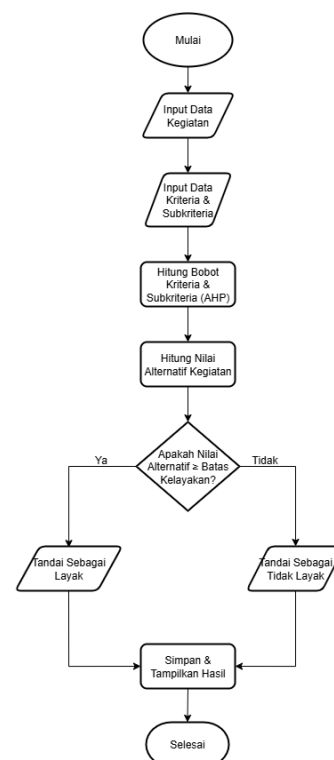 Mulai
Input Data
Kegiatan
Input Data
Kriteria &
Subkriteria
Hitung Bobot
Kriteria &
Subkriteria (AHP)
Hitung Nilai
Alternatif Kegiatan
Apakah Nilai
Alternatif ≥ Batas
Kelayakan?
Ya
Tidak
Tandai Sebagai
Layak
Tandai Sebagai
Tidak Layak
Simpan &
Tampilkan Hasil
Selesai